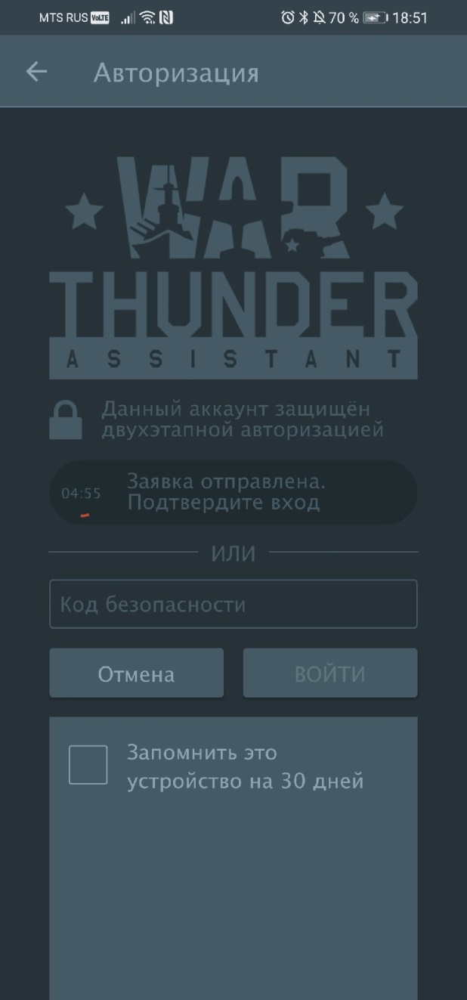 MTS RUS VoLTE 70 % 18:51
Авторизация
WAR
THUNDER
ASSISTANT
Данный аккаунт защищён
двухэтапной авторизацией
04:55
Заявка отправлена.
Подтвердите вход
ИЛИ
Код безопасности
Отмена ВОЙТИ
Запомнить это
устройство на 30 дней